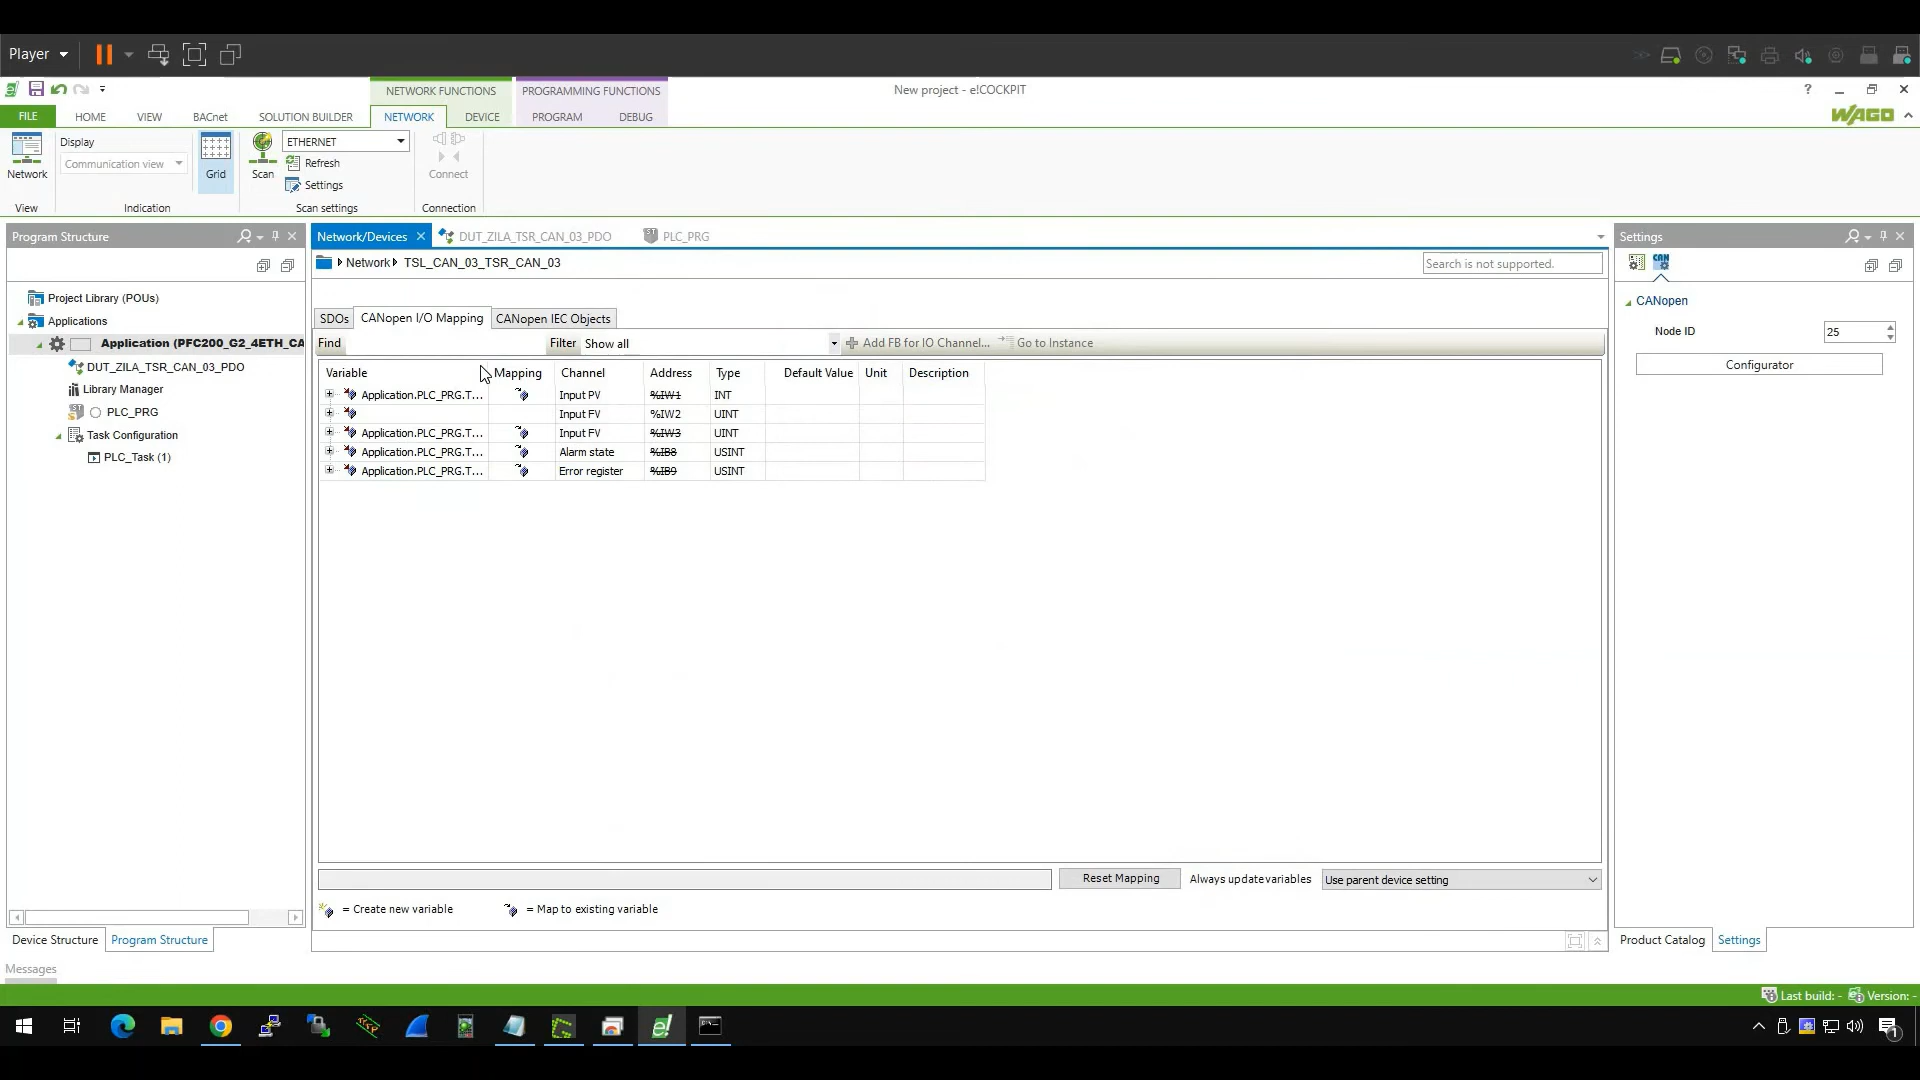 Player
New project - e!COCKPIT
NETWORK FUNCTIONS
PROGRAMMING FUNCTIONS
FILE
HOME
VIEW
BACnet
SOLUTION BUILDER
NETWORK
DEVICE
PROGRAM
DEBUG
WAGO
Network
View
Display
Communication view
Grid
Indication
Scan
ETHERNET
Refresh
Settings
Scan settings
Connect
Connection
Program Structure
Project Library (POUs)
Applications
Application (PFC200_G2_4ETH_CA
DUT_ZILA_TSR_CAN_03_PDO
Library Manager
PLC_PRG
Task Configuration
PLC_Task (1)
Device Structure
Program Structure
Messages
Network/Devices
DUT_ZILA_TSR_CAN_03_PDO
PLC_PRG
Network
TSL_CAN_03_TSR_CAN_03
Search is not supported.
SDOs
CANopen I/O Mapping
CANopen IEC Objects
Find
Filter Show all
Add FB for IO Channel...
Go to Instance
Variable Mapping Channel Address Type Default Value Unit Description
Application.PLC_PRG.T... Input PV %IW1 INT
Input FV %IW2 UINT
Application.PLC_PRG.T... Input FV %IW3 UINT
Application.PLC_PRG.T... Alarm state %IB8 USINT
Application.PLC_PRG.T... Error register %IB9 USINT
Reset Mapping
Always update variables
Use parent device setting
= Create new variable
= Map to existing variable
Settings
CAN
CANopen
Node ID 25
Configurator
Product Catalog
Settings
Last build: -
Version: -
1